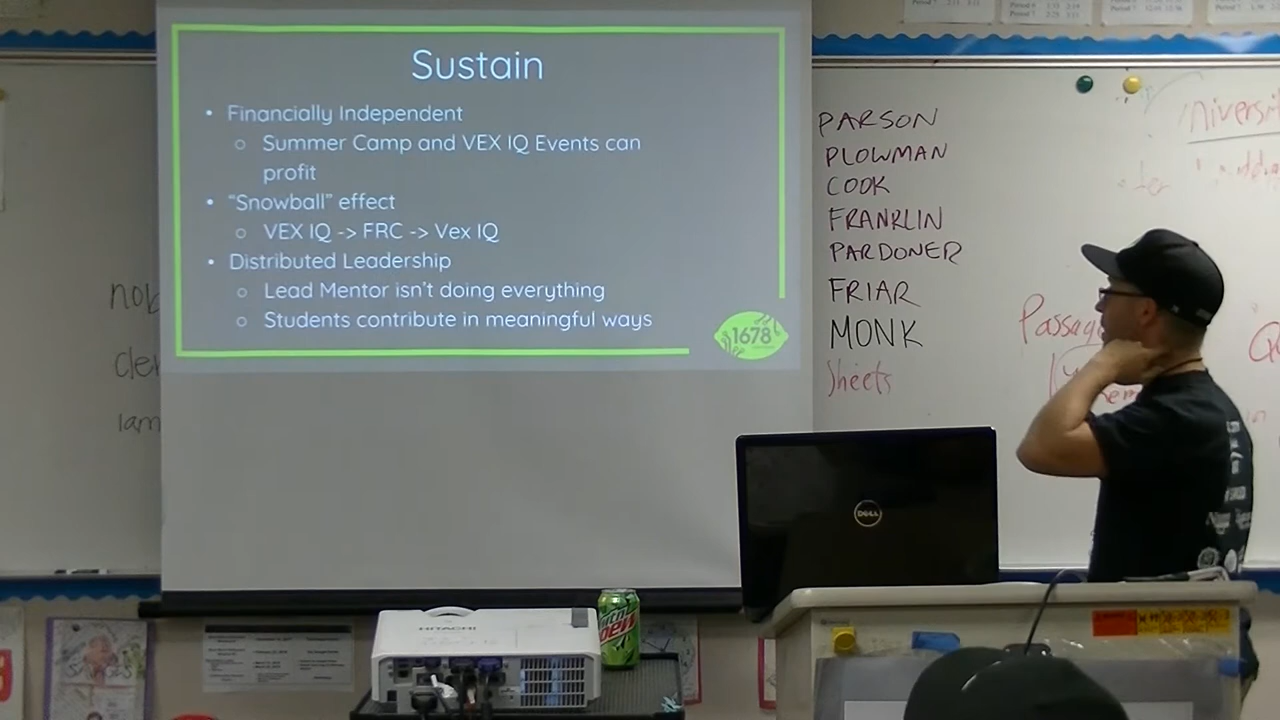 Sustain
• Financially Independent
○ Summer Camp and VEX IQ Events can
profit
• “Snowball” effect
○ VEX IQ -> FRC -> Vex IQ
• Distributed Leadership
○ Lead Mentor isn't doing everything
○ Students contribute in meaningful ways
1678
PARSON
PLOWMAN
COOK
FRANKLIN
PARDONER
FRIAR
MONK
Sheets
DELL
HITACHI
DEW